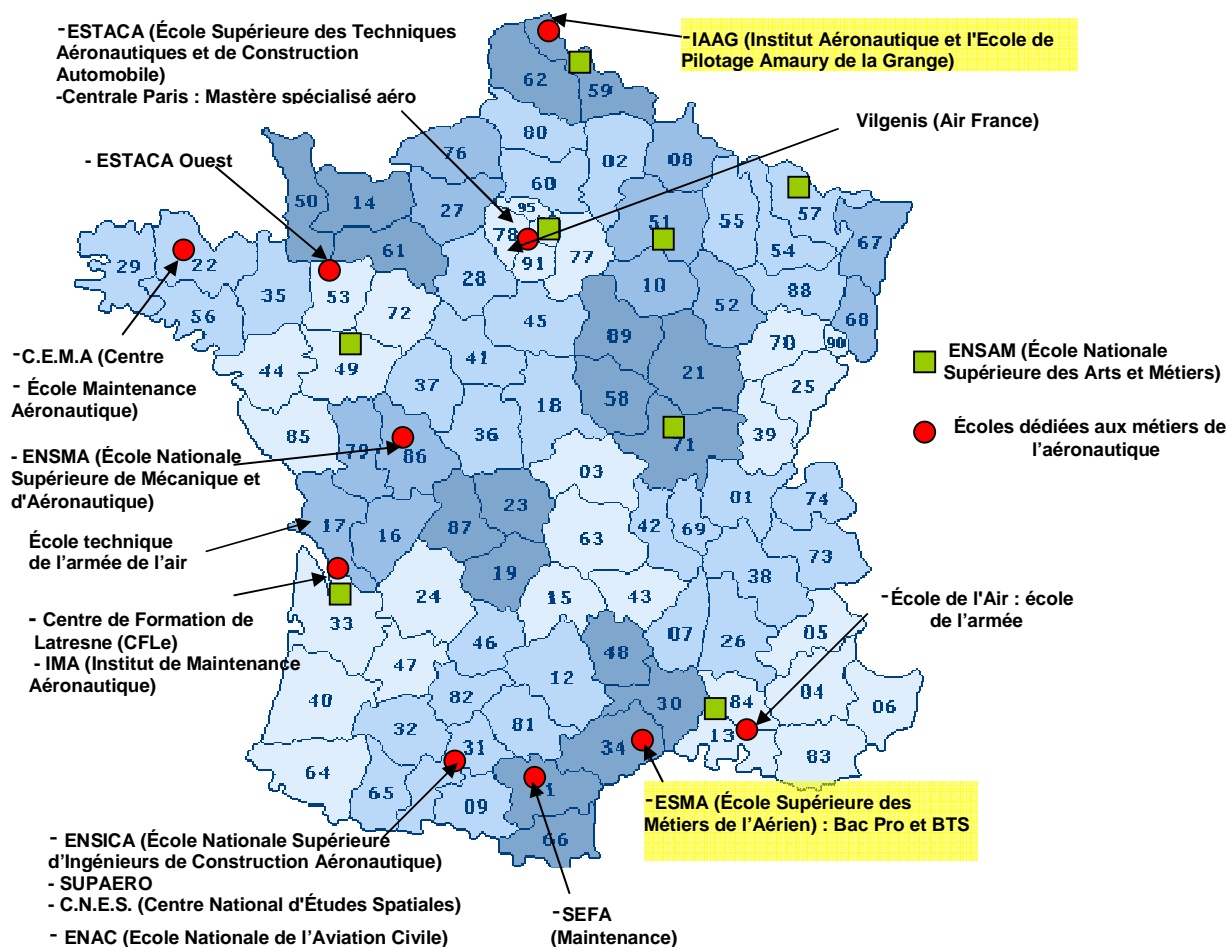 -ESTACA (École Supérieure des Techniques
Aéronautiques et de Construction
Automobile)
-Centrale Paris : Mastère spécialisé aéro
-IAAG (Institut Aéronautique et l'Ecole de
Pilotage Amaury de la Grange)
Vilgenis (Air France)
- ESTACA Ouest
62
59
80
76
02
08
60
95
50
14
27
78
91
77
51
55
57
54
67
61
29
22
35
53
28
10
88
52
68
56
72
45
89
70
90
-C.E.M.A (Centre
- École Maintenance
Aéronautique)
ENSAM (École Nationale
Supérieure des Arts et Métiers)
44
49
41
21
25
37
18
58
Écoles dédiées aux métiers de
l'aéronautique
85
79
86
36
71
39
- ENSMA (École Nationale
Supérieure de Mécanique et
d'Aéronautique)
03
01
74
17
16
87
23
42
69
63
73
École technique
de l'armée de l'air
19
38
24
15
43
33
-École de l'Air : école
de l'armée
- Centre de Formation de
Latresne (CFLe)
- IMA (Institut de Maintenance
Aéronautique)
46
07
26
05
48
47
12
40
82
30
84
04
06
32
81
34
13
83
31
64
65
09
1
66
-ESMA (École Supérieure des
Métiers de l'Aérien) : Bac Pro et BTS
- ENSICA (École Nationale Supérieure
d'Ingénieurs de Construction Aéronautique)
- SUPAERO
- C.N.E.S. (Centre National d'Études Spatiales)
- ENAC (Ecole Nationale de l'Aviation Civile)
-SEFA
(Maintenance)